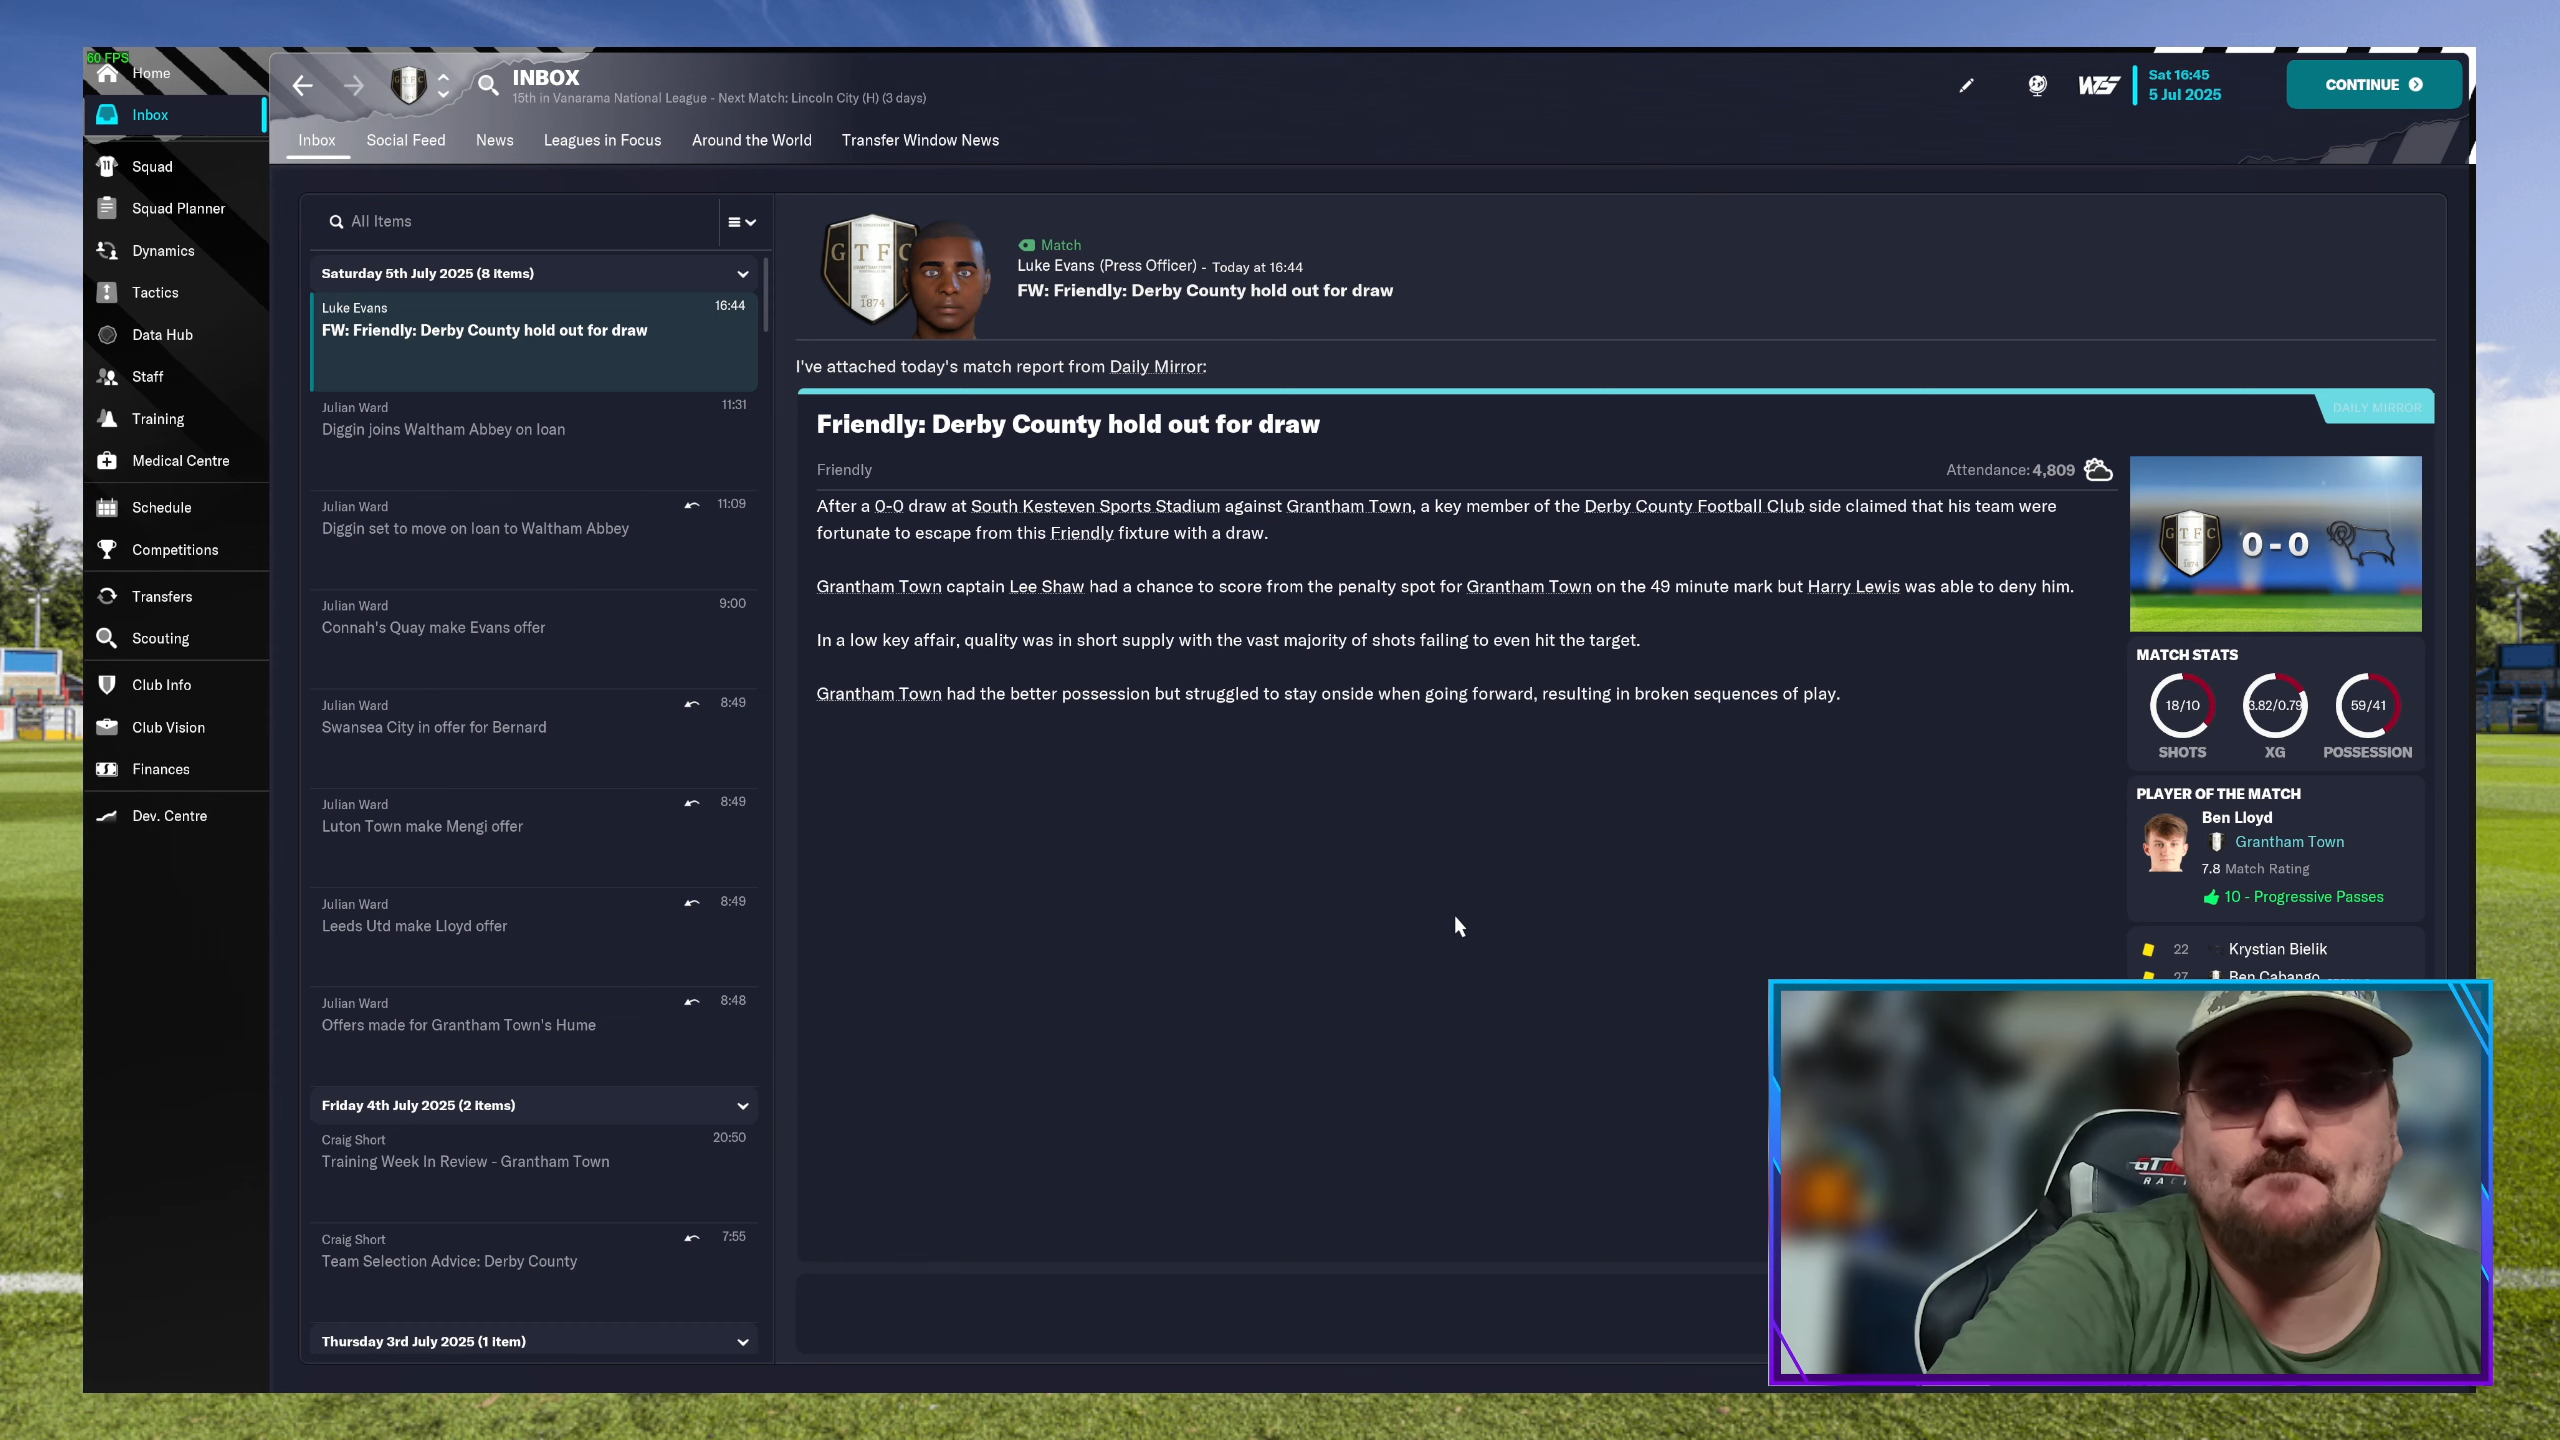 60 FPS
Home
Inbox
Squad
Squad Planner
Dynamics
Tactics
Data Hub
Staff
Training
Medical Centre
Schedule
Competitions
Transfers
Scouting
Club Info
Club Vision
Finances
Dev. Centre
INBOX
15th in Vanarama National League - Next Match: Lincoln City (H) (3 days)
Sat 16:45
5 Jul 2025
CONTINUE
Inbox
Social Feed
News
Leagues in Focus
Around the World
Transfer Window News
All Items
Saturday 5th July 2025 (8 Items)
Luke Evans 16:44
FW: Friendly: Derby County hold out for draw
Julian Ward 11:31
Diggin joins Waltham Abbey on loan
Julian Ward 11:09
Diggin set to move on loan to Waltham Abbey
Julian Ward 9:00
Connah's Quay make Evans offer
Julian Ward 8:49
Swansea City in offer for Bernard
Julian Ward 8:49
Luton Town make Mengi offer
Julian Ward 8:49
Leeds Utd make Lloyd offer
Julian Ward 8:48
Offers made for Grantham Town's Hume
Friday 4th July 2025 (2 Items)
Craig Short 20:50
Training Week In Review - Grantham Town
Craig Short 7:55
Team Selection Advice: Derby County
Thursday 3rd July 2025 (1 Item)
GTFC
1874
Match
Luke Evans (Press Officer) - Today at 16:44
FW: Friendly: Derby County hold out for draw
I've attached today's match report from Daily Mirror:
DAILY MIRROR
Friendly: Derby County hold out for draw
Friendly
Attendance: 4,809
After a 0-0 draw at South Kesteven Sports Stadium against Grantham Town, a key member of the Derby County Football Club side claimed that his team were
fortunate to escape from this Friendly fixture with a draw.
Grantham Town captain Lee Shaw had a chance to score from the penalty spot for Grantham Town on the 49 minute mark but Harry Lewis was able to deny him.
In a low key affair, quality was in short supply with the vast majority of shots failing to even hit the target.
Grantham Town had the better possession but struggled to stay onside when going forward, resulting in broken sequences of play.
GTFC
0 - 0
MATCH STATS
18/10
3.82/0.79
59/41
SHOTS
XG
POSSESSION
PLAYER OF THE MATCH
Ben Lloyd
Grantham Town
7.8 Match Rating
10 - Progressive Passes
22 Krystian Bielik
27 Ben Cabango